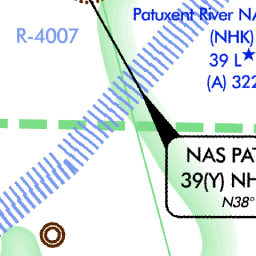 Patuxent River NA
R-4007
(NHK)
39 L★
(A) 322
NAS PAT
39(Y) NH
N38°